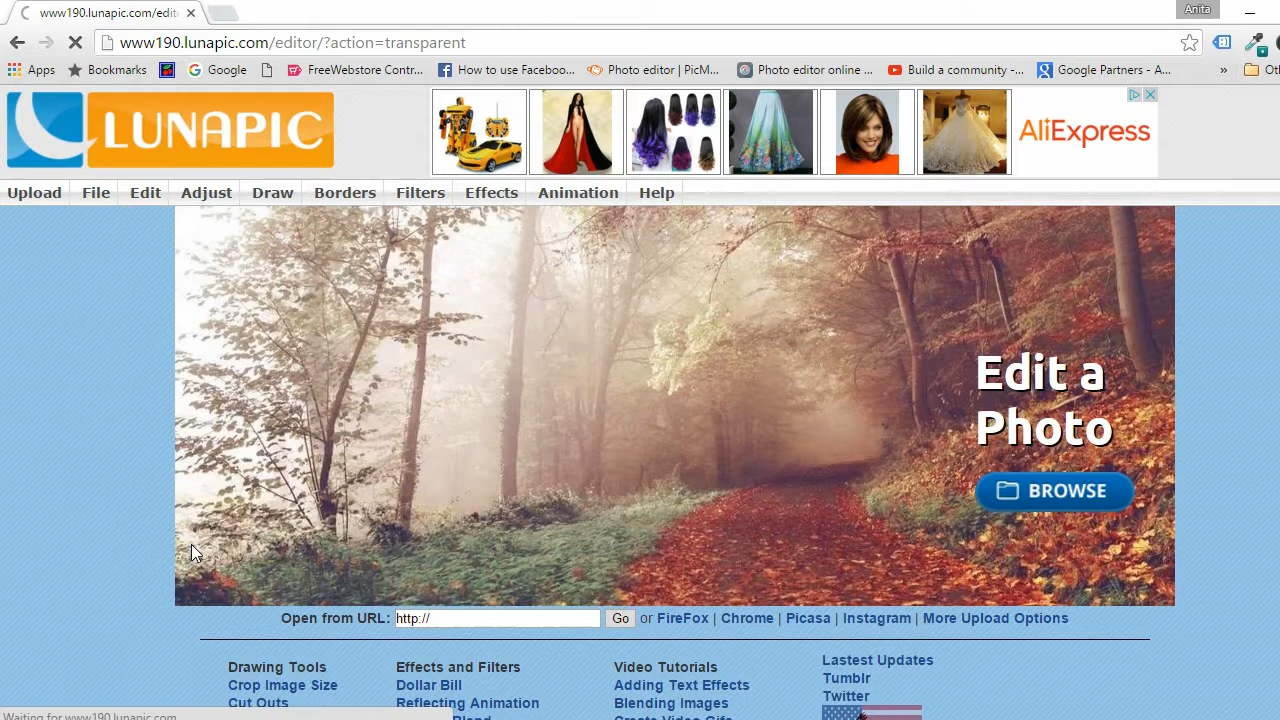 www190.lunapic.com/edit
Anita
www190.lunapic.com/editor/?action=transparent
Apps Bookmarks Google FreeWebstore Contr... How to use Faceboo... Photo editor | PicM... Photo editor online ... Build a community -... Google Partners - A... »
LUNAPIC
AliExpress
Upload File Edit Adjust Draw Borders Filters Effects Animation Help
Edit a
Photo
BROWSE
Open from URL: http:// Go or FireFox | Chrome | Picasa | Instagram | More Upload Options
Drawing Tools Effects and Filters Video Tutorials Lastest Updates
Crop Image Size Dollar Bill Adding Text Effects Tumblr
Cut Outs Reflecting Animation Blending Images Twitter
Waiting for www190.lunapic.com